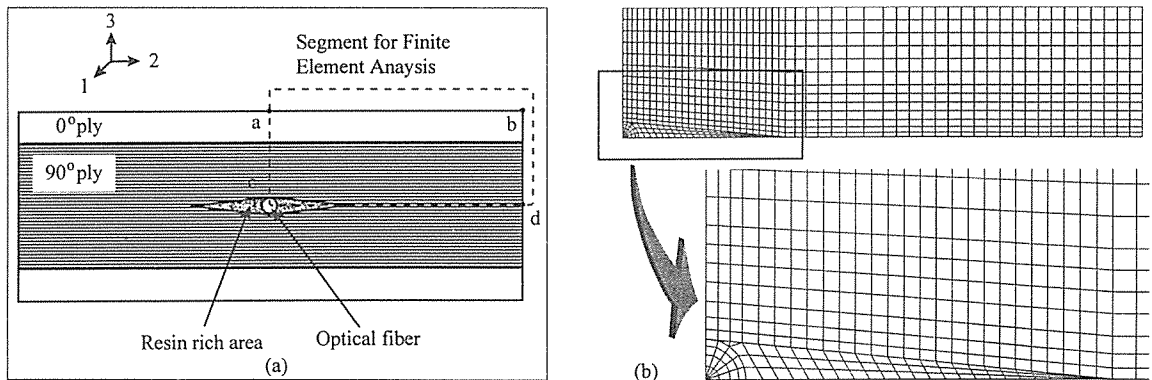 3
2
1
Segment for Finite
Element Anaysis
0° ply
a
b
90° ply
c
d
Resin rich area
Optical fiber
(a)
(b)